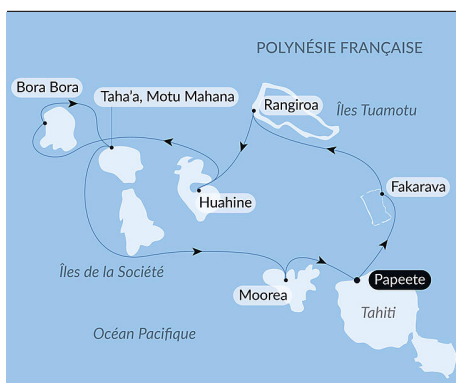 POLYNÉSIE FRANÇAISE
Bora Bora
Taha’a, Motu Mahana
Rangiroa
Îles Tuamotu
Fakarava
Huahine
Îles de la Société
Papeete
Moorea
Tahiti
Océan Pacifique